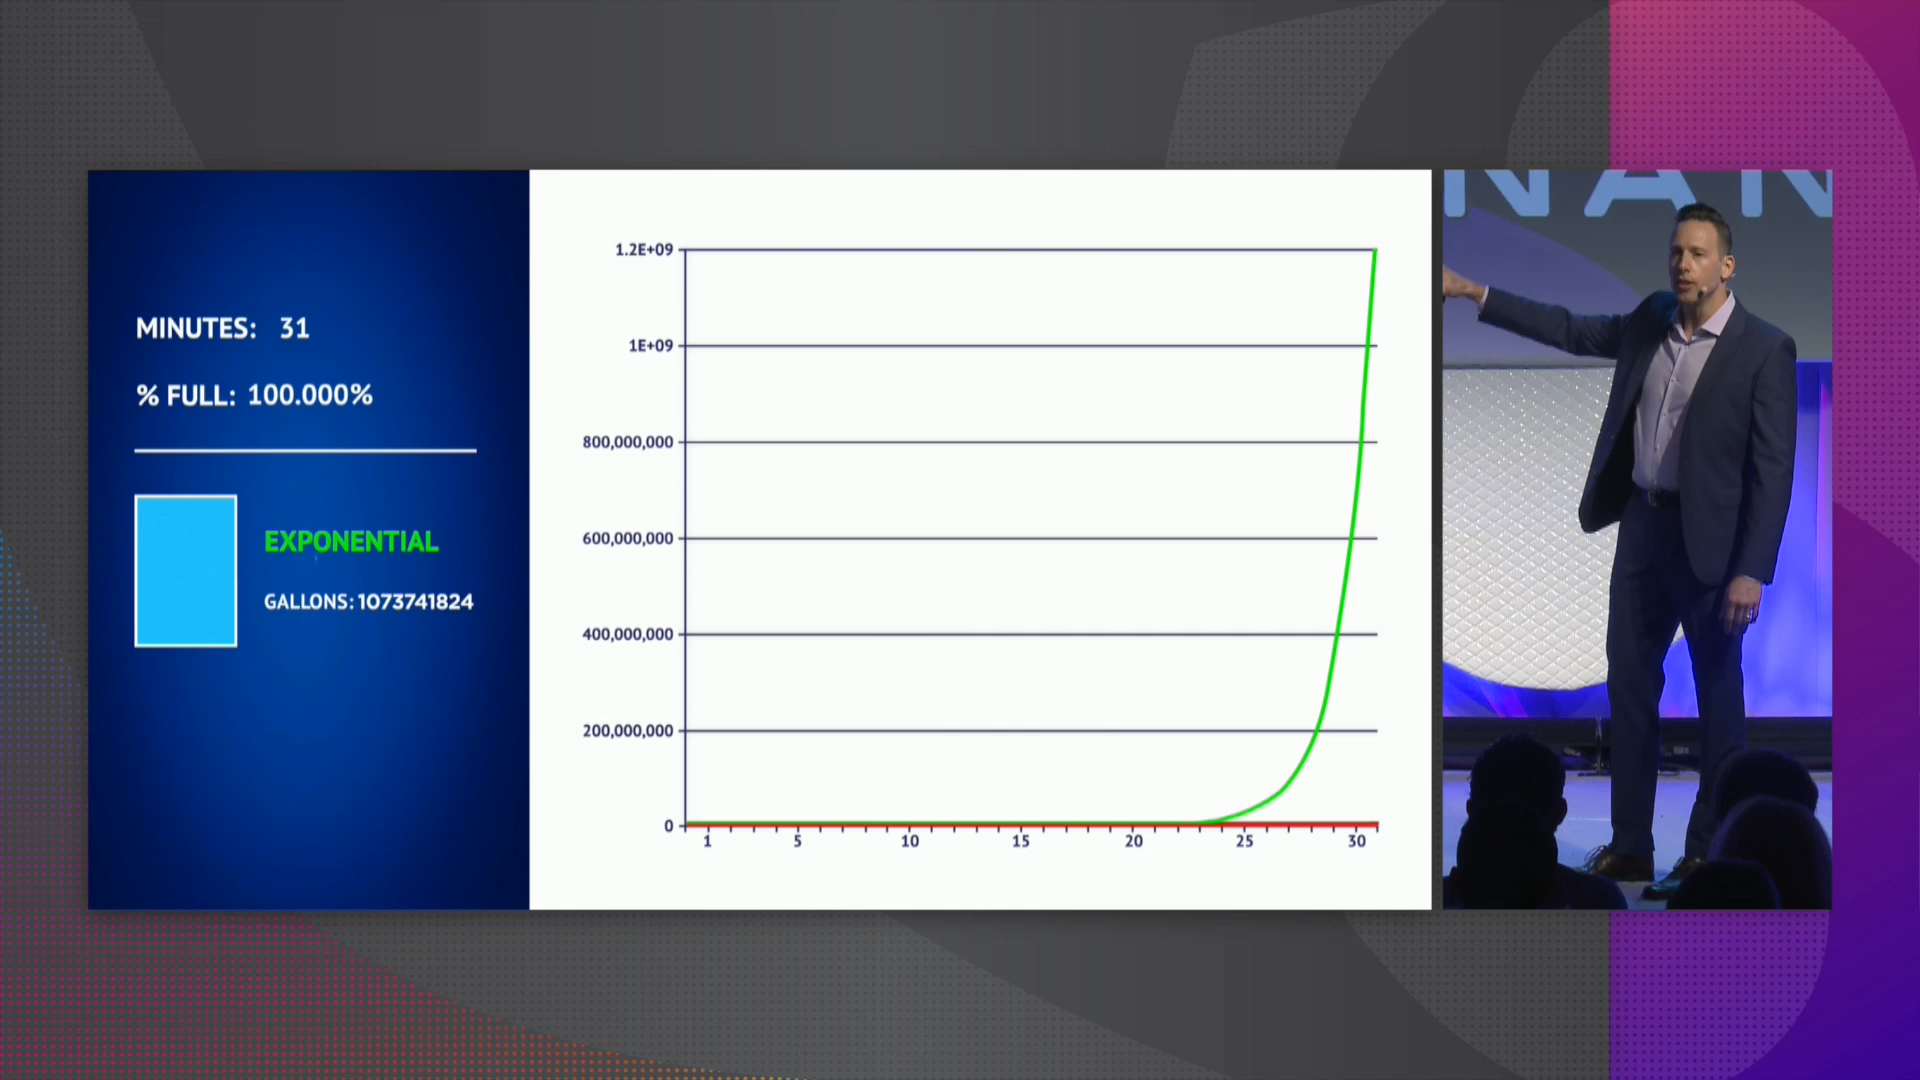 MINUTES: 31
% FULL: 100.000%
EXPONENTIAL
GALLONS: 1073741824
1.2E+09
1E+09
800,000,000
600,000,000
400,000,000
200,000,000
0
1 5 10 15 20 25 30
NAN